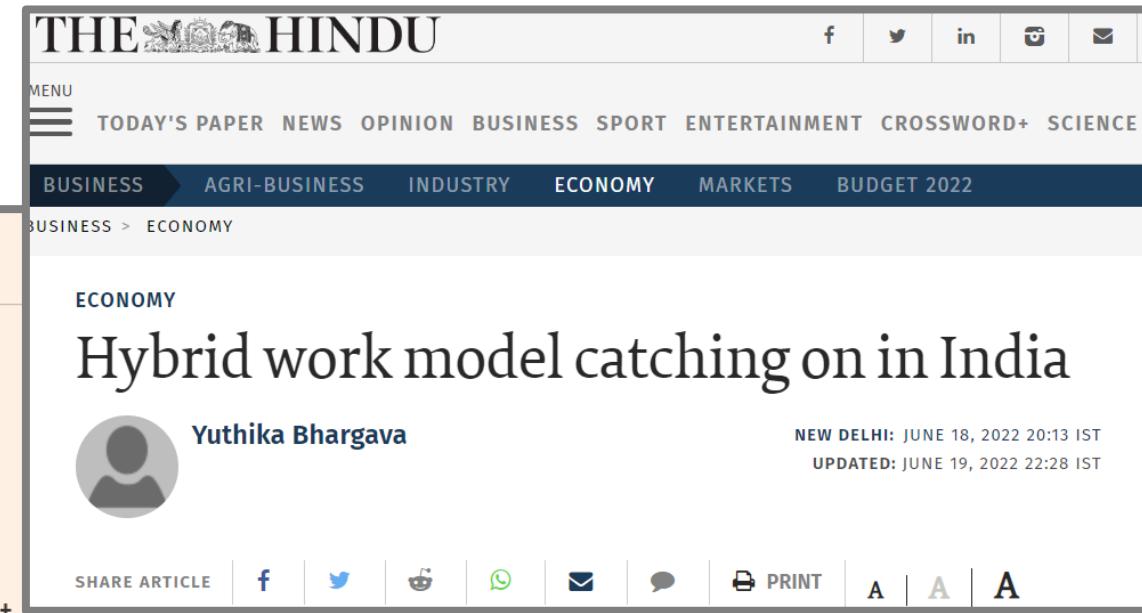 THE HINDU
MENU
TODAY'S PAPER NEWS OPINION BUSINESS SPORT ENTERTAINMENT CROSSWORD+ SCIENCE
BUSINESS AGRI-BUSINESS INDUSTRY ECONOMY MARKETS BUDGET 2022
BUSINESS > ECONOMY
ECONOMY
Hybrid work model catching on in India
Yuthika Bhargava
NEW DELHI: JUNE 18, 2022 20:13 IST
UPDATED: JUNE 19, 2022 22:28 IST
SHARE ARTICLE PRINT A A A